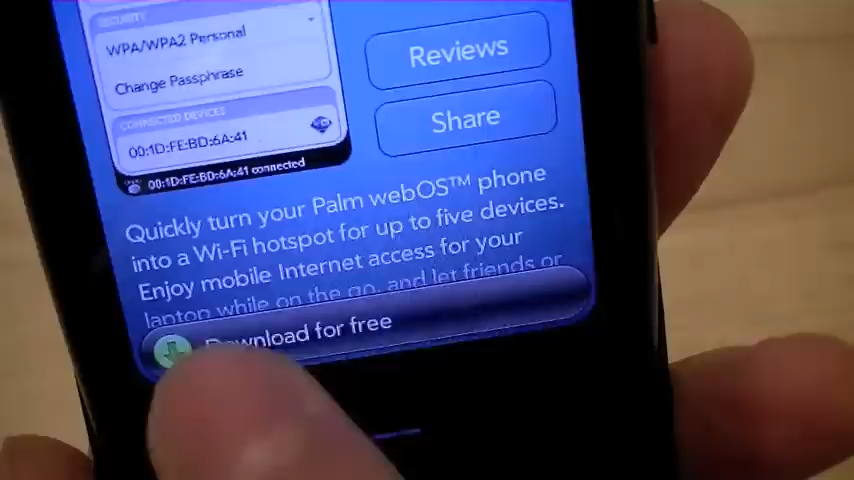 SECURITY
WPA/WPA2 Personal
Change Passphrase
CONNECTED DEVICES
00:1D:FE:BD:6A:41
00:1D:FE:BD:6A:41 connected
Reviews
Share
Quickly turn your Palm webOS™ phone
into a Wi-Fi hotspot for up to five devices.
Enjoy mobile Internet access for your
laptop while on the go, and let friends or
Download for free